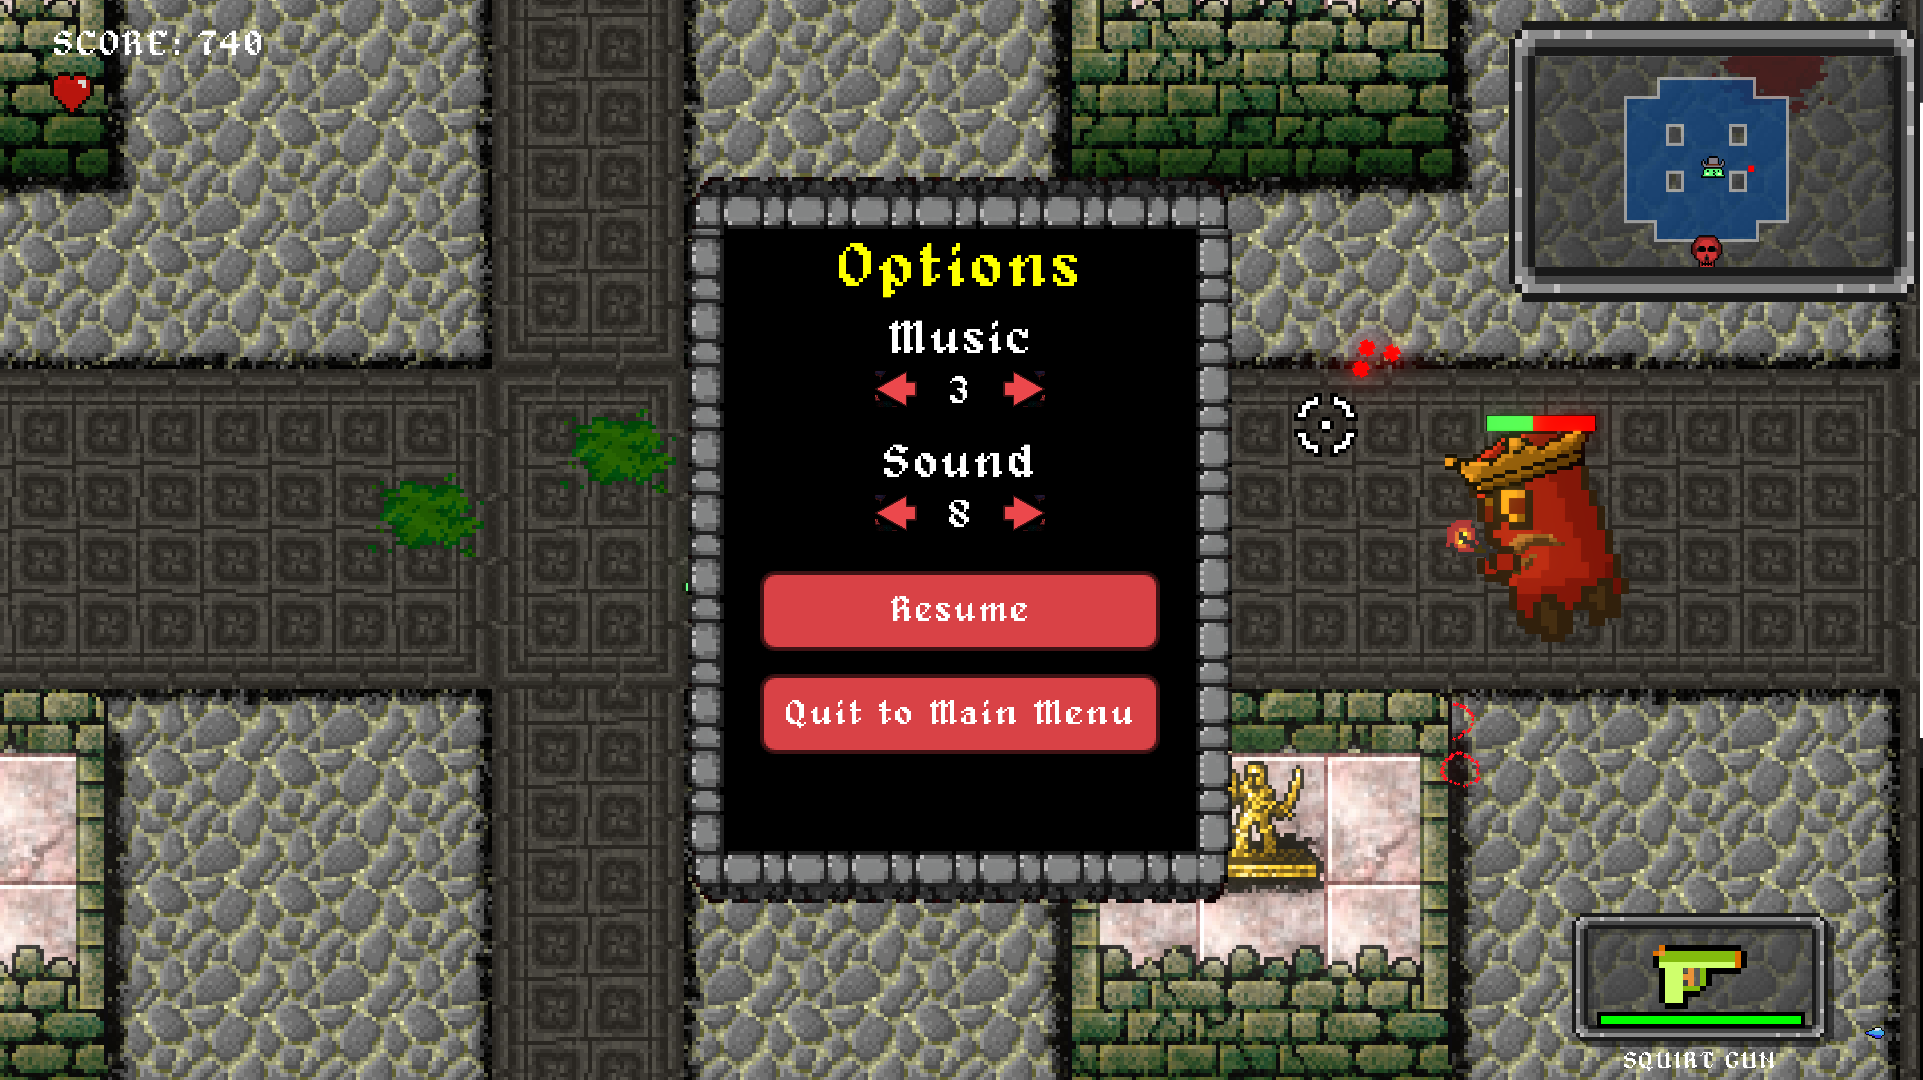 SCORE: 740
Options
Music
3
Sound
8
Resume
Quit to Main Menu
SQUIRT GUN